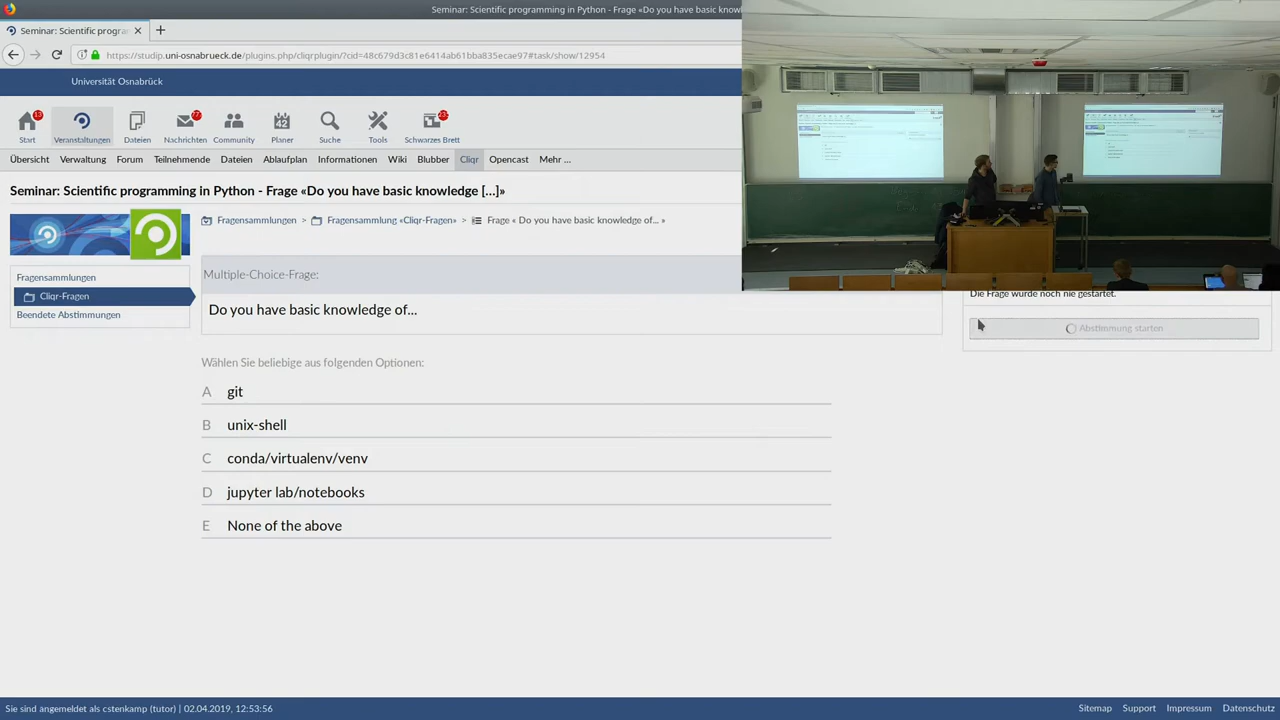 Seminar: Scientific programming in Python - Frage «Do you have basic knowl
Seminar: Scientific progra
https://studip.uni-osnabrueck.de/plugins.php/cliqrplugin/?cid=48c679d3c81e6414ab61bba35ecae97#task/show/12954
Universität Osnabrück
13
77
Start
Veranstaltungen
Nachrichten
Community
Planer
Suche
Tools
Schwarzes Brett
Übersicht
Verwaltung
Forum
Teilnehmende
Dateien
Ablaufplan
Informationen
Wiki
Blubber
Cliqr
Opencast
Mehr ...
Seminar: Scientific programming in Python - Frage «Do you have basic knowledge [...]»
Fragensammlungen > Fragensammlung «Cliqr-Fragen» > Frage « Do you have basic knowledge of... »
Fragensammlungen
Cliqr-Fragen
Beendete Abstimmungen
Multiple-Choice-Frage:
Do you have basic knowledge of...
Die Frage wurde noch nie gestartet.
Abstimmung starten
Wählen Sie beliebige aus folgenden Optionen:
A git
B unix-shell
C conda/virtualenv/venv
D jupyter lab/notebooks
E None of the above
Sie sind angemeldet als cstenkamp (tutor) | 02.04.2019, 12:53:56
Sitemap
Support
Impressum
Datenschutz